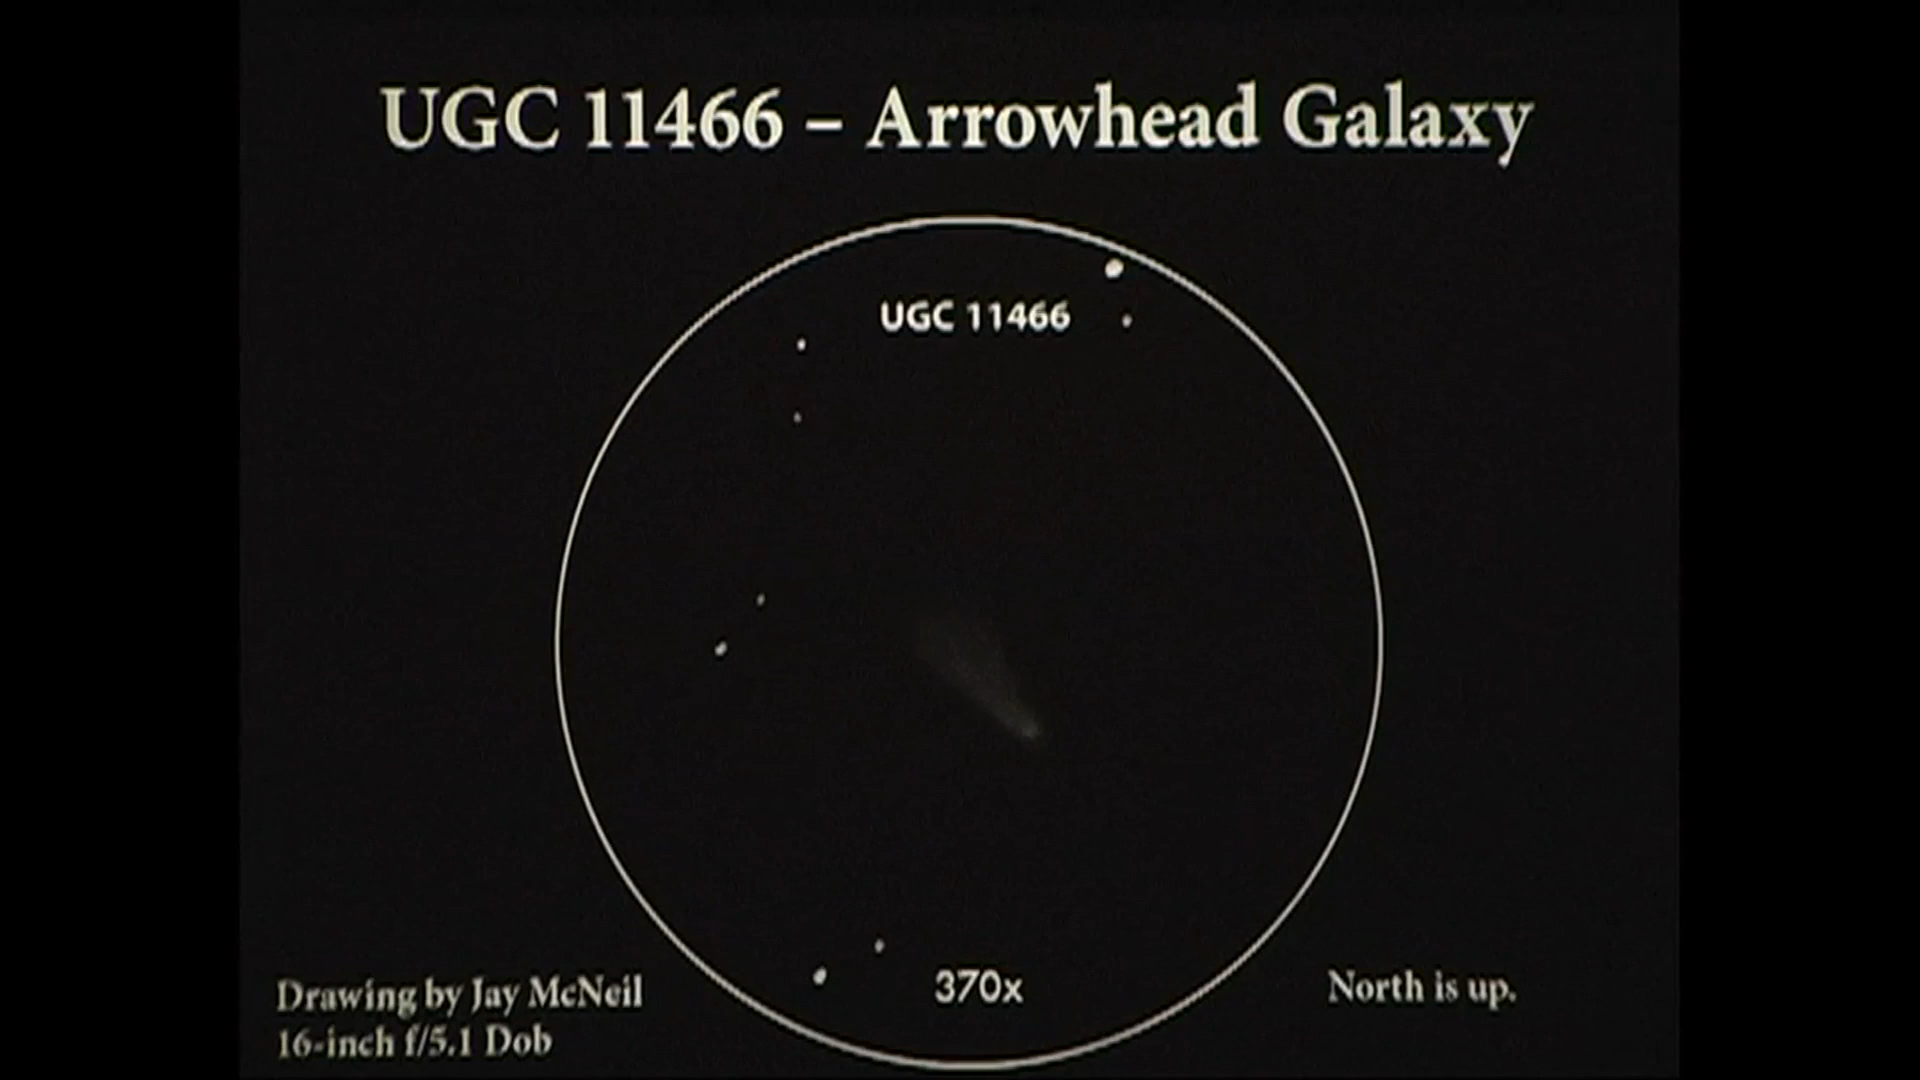 UGC 11466 – Arrowhead Galaxy
UGC 11466
370x
Drawing by Jay McNeil
16-inch f/5.1 Dob
North is up.